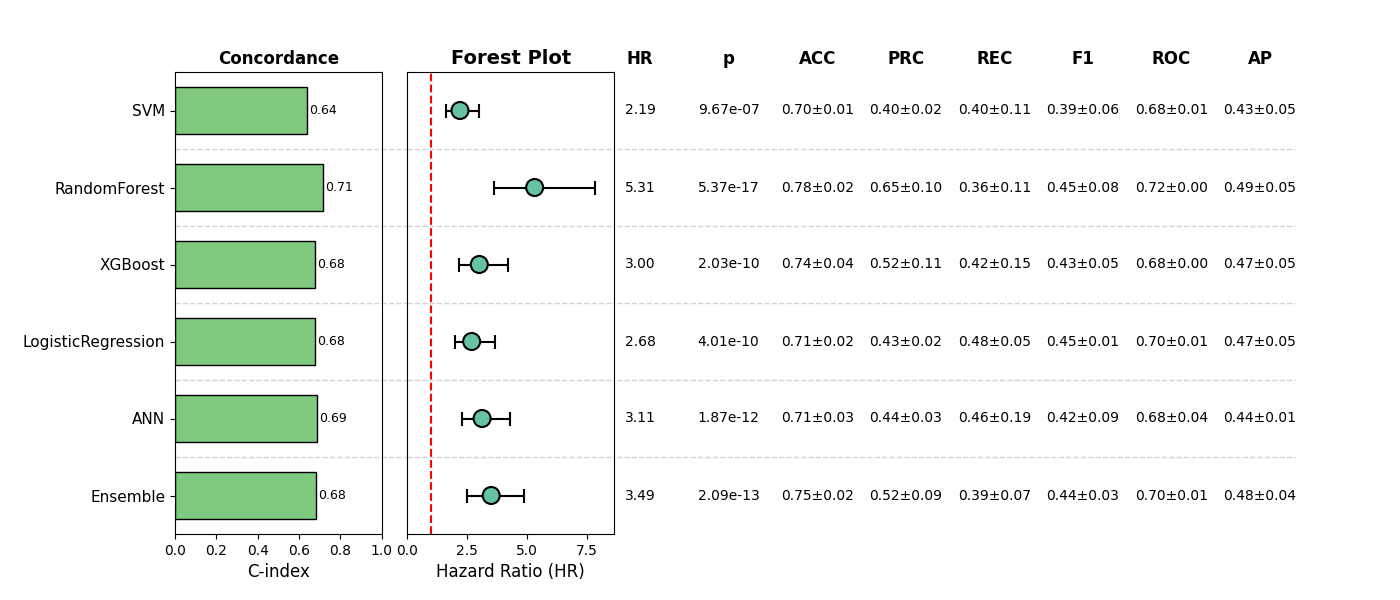 Concordance Forest Plot HR p ACC PRC REC F1 ROC AP
SVM 0.64 2.19 9.67e-07 0.70±0.01 0.40±0.02 0.40±0.11 0.39±0.06 0.68±0.01 0.43±0.05
RandomForest 0.71 5.31 5.37e-17 0.78±0.02 0.65±0.10 0.36±0.11 0.45±0.08 0.72±0.00 0.49±0.05
XGBoost 0.68 3.00 2.03e-10 0.74±0.04 0.52±0.11 0.42±0.15 0.43±0.05 0.68±0.00 0.47±0.05
LogisticRegression 0.68 2.68 4.01e-10 0.71±0.02 0.43±0.02 0.48±0.05 0.45±0.01 0.70±0.01 0.47±0.05
ANN 0.69 3.11 1.87e-12 0.71±0.03 0.44±0.03 0.46±0.19 0.42±0.09 0.68±0.04 0.44±0.01
Ensemble 0.68 3.49 2.09e-13 0.75±0.02 0.52±0.09 0.39±0.07 0.44±0.03 0.70±0.01 0.48±0.04
0.0 0.2 0.4 0.6 0.8 1.0 0.0 2.5 5.0 7.5
C-index Hazard Ratio (HR)